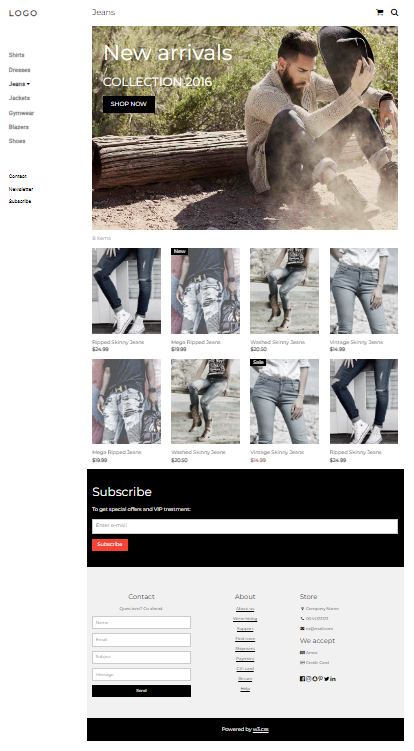 LOGO
Shirts
Dresses
Jeans
Jackets
Gymwear
Blazers
Shoes
Contact
Newsletter
Subscribe
Jeans
New arrivals
COLLECTION 2016
SHOP NOW
8 items
Ripped Skinny Jeans
$24.99
New
Mega Ripped Jeans
$19.99
Washed Skinny Jeans
$20.50
Vintage Skinny Jeans
$14.99
Mega Ripped Jeans
$19.99
Washed Skinny Jeans
$20.50
Sale
Vintage Skinny Jeans
$14.99
Ripped Skinny Jeans
$24.99
Subscribe
To get special offers and VIP treatment:
Enter e-mail
Subscribe
Contact
Questions? Go ahead.
Name
Email
Subject
Message
Send
About
About us
We're hiring
Support
Find store
Shipment
Payment
Gift card
Return
Help
Store
Company Name
0044123123
ex@mail.com
We accept
Amex
Credit Card
Powered by w3.css